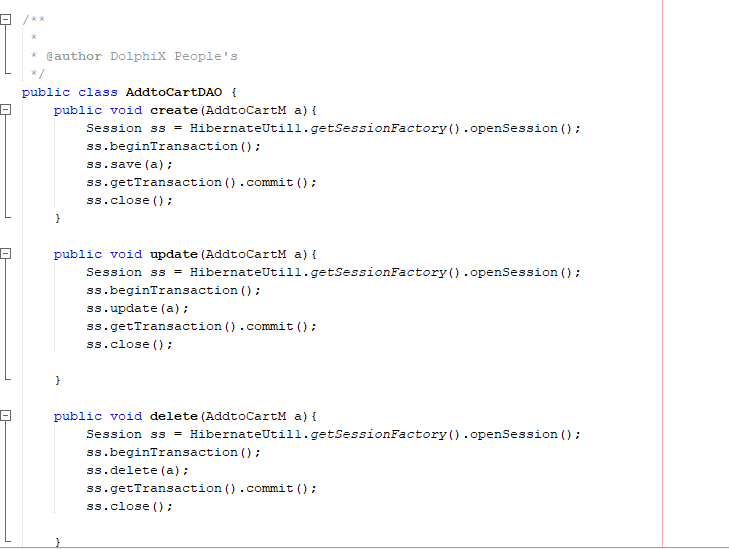 /**
 *
 * @author DolphiX People's
 */
public class AddtoCartDAO {
    public void create(AddtoCartM a){
        Session ss = HibernateUtill.getSessionFactory().openSession();
        ss.beginTransaction();
        ss.save(a);
        ss.getTransaction().commit();
        ss.close();
    }
    public void update(AddtoCartM a){
        Session ss = HibernateUtill.getSessionFactory().openSession();
        ss.beginTransaction();
        ss.update(a);
        ss.getTransaction().commit();
        ss.close();
    }
    public void delete(AddtoCartM a){
        Session ss = HibernateUtill.getSessionFactory().openSession();
        ss.beginTransaction();
        ss.delete(a);
        ss.getTransaction().commit();
        ss.close();
    }